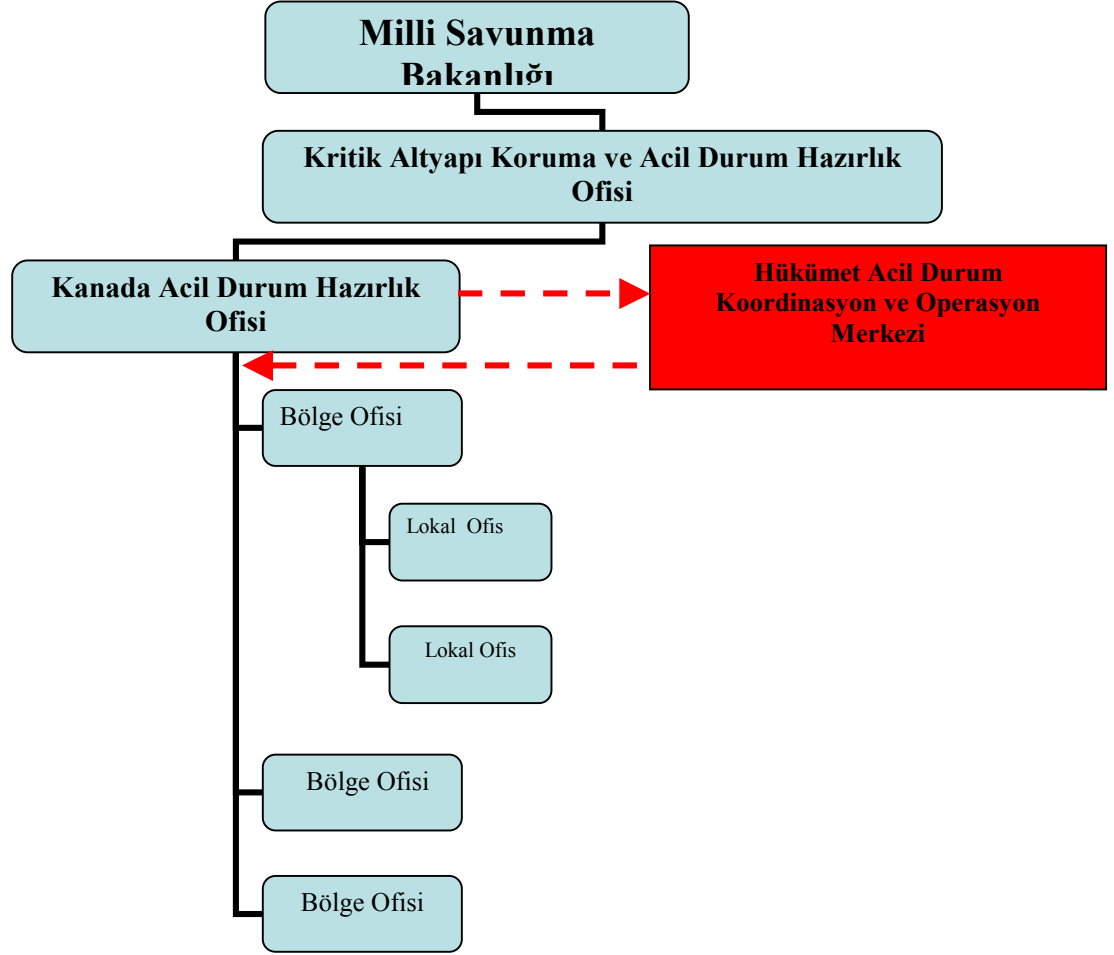 Milli Savunma
Bakanlığı
Kritik Altyapı Koruma ve Acil Durum Hazırlık
Ofisi
Kanada Acil Durum Hazırlık
Ofisi
Hükümet Acil Durum
Koordinasyon ve Operasyon
Merkezi
Bölge Ofisi
Lokal Ofis
Lokal Ofis
Bölge Ofisi
Bölge Ofisi